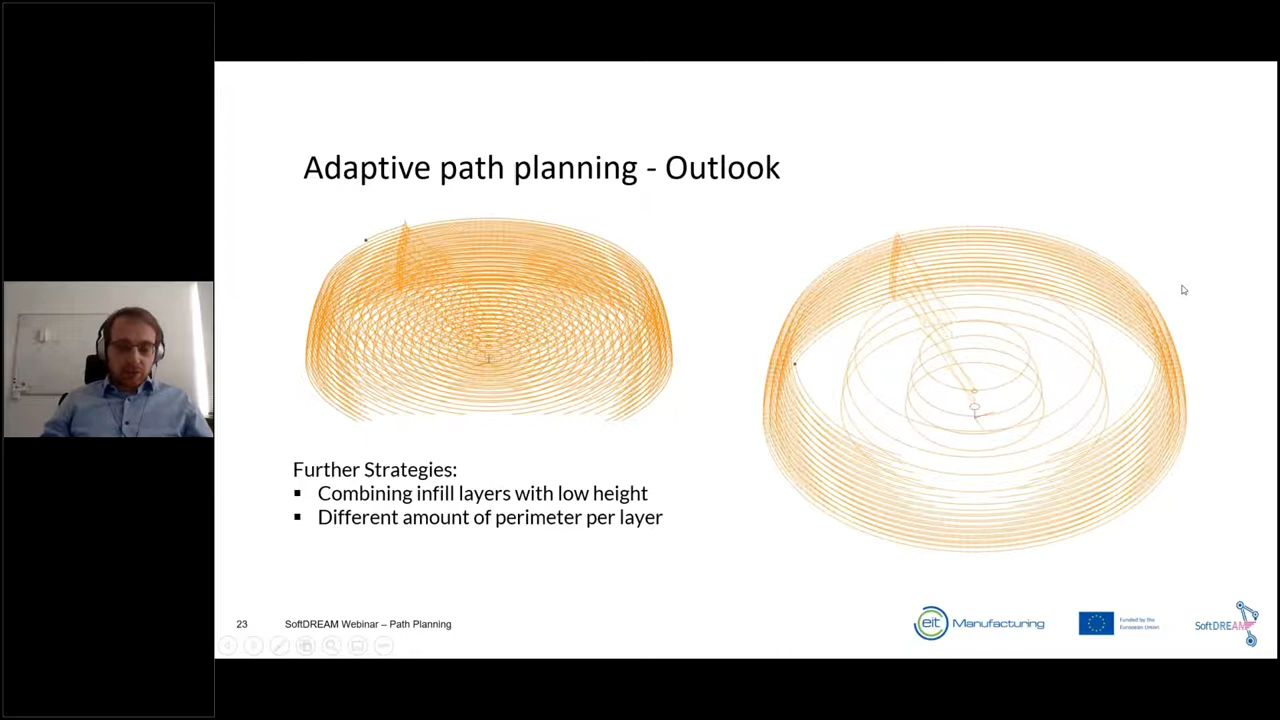 Adaptive path planning - Outlook
Further Strategies:
▪ Combining infill layers with low height
▪ Different amount of perimeter per layer
23 SoftDREAM Webinar – Path Planning
eit Manufacturing
Funded by the
European Union
SoftDREAM